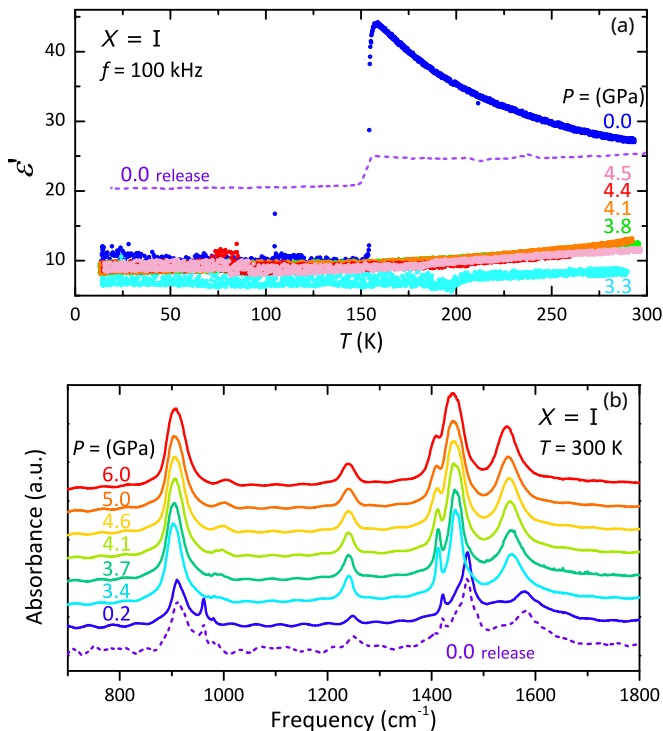 (a)
X = I
f = 100 kHz
P = (GPa)
0.0
0.0 release
4.5
4.4
4.1
3.8
3.3
ε'
40
30
20
10
0
50
100
150
200
250
300
T (K)
(b)
X = I
T = 300 K
P = (GPa)
6.0
5.0
4.6
4.1
3.7
3.4
0.2
0.0 release
Absorbance (a.u.)
800
1000
1200
1400
1600
1800
Frequency (cm⁻¹)